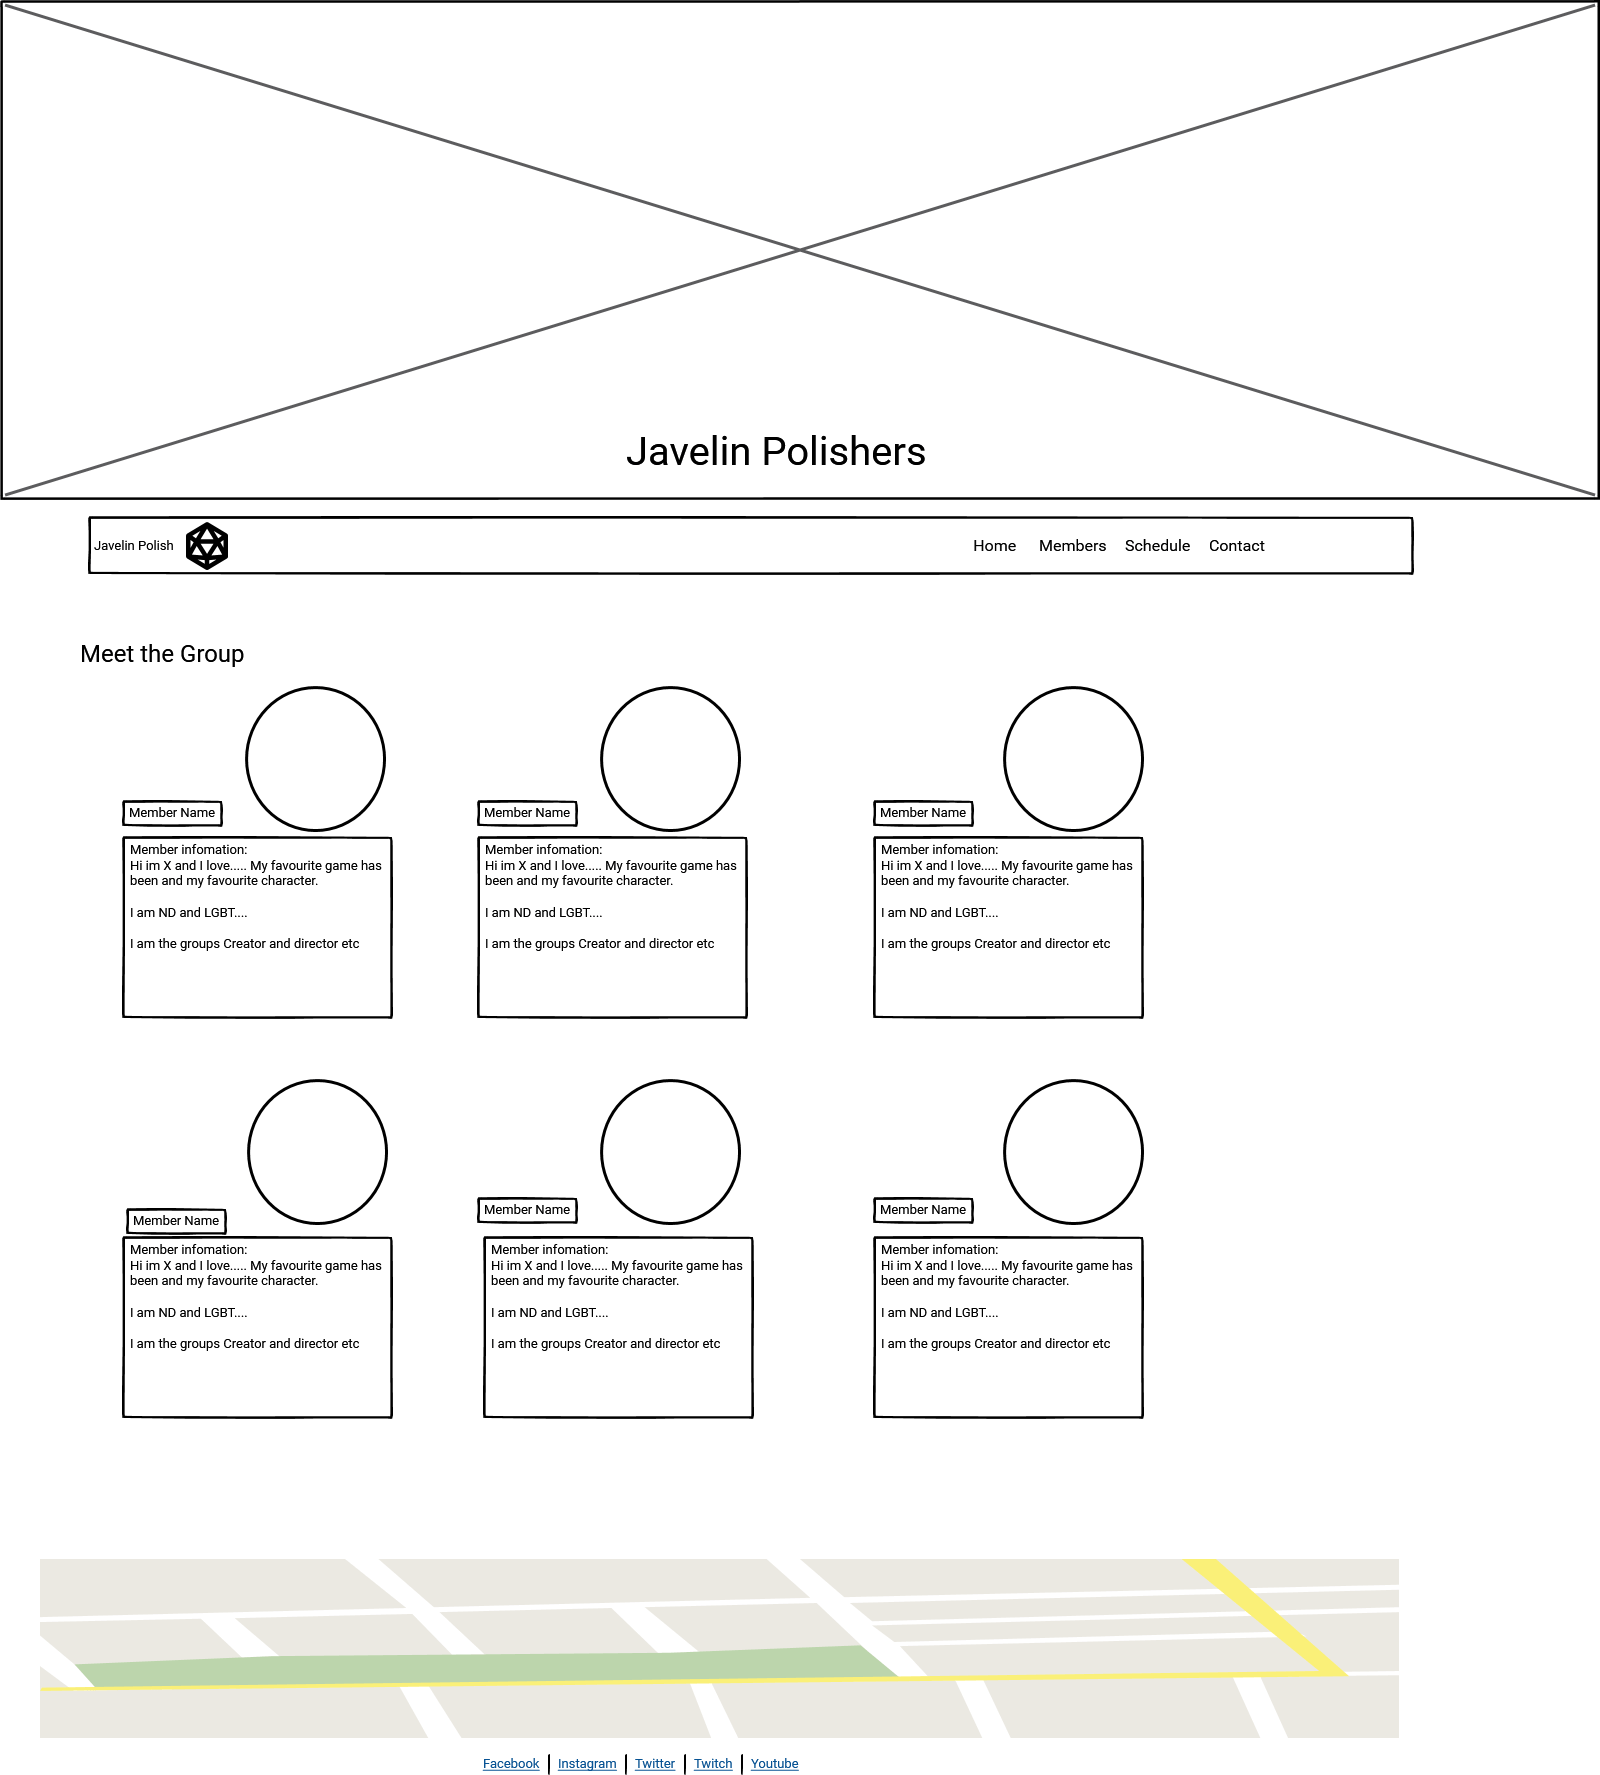 Javelin Polishers
Javelin Polish
Home Members Schedule Contact
Meet the Group
Member Name
Member infomation:
Hi im X and I love..... My favourite game has
been and my favourite character.
I am ND and LGBT....
I am the groups Creator and director etc
Member Name
Member infomation:
Hi im X and I love..... My favourite game has
been and my favourite character.
I am ND and LGBT....
I am the groups Creator and director etc
Member Name
Member infomation:
Hi im X and I love..... My favourite game has
been and my favourite character.
I am ND and LGBT....
I am the groups Creator and director etc
Member Name
Member infomation:
Hi im X and I love..... My favourite game has
been and my favourite character.
I am ND and LGBT....
I am the groups Creator and director etc
Member Name
Member infomation:
Hi im X and I love..... My favourite game has
been and my favourite character.
I am ND and LGBT....
I am the groups Creator and director etc
Member Name
Member infomation:
Hi im X and I love..... My favourite game has
been and my favourite character.
I am ND and LGBT....
I am the groups Creator and director etc
Facebook | Instagram | Twitter | Twitch | Youtube